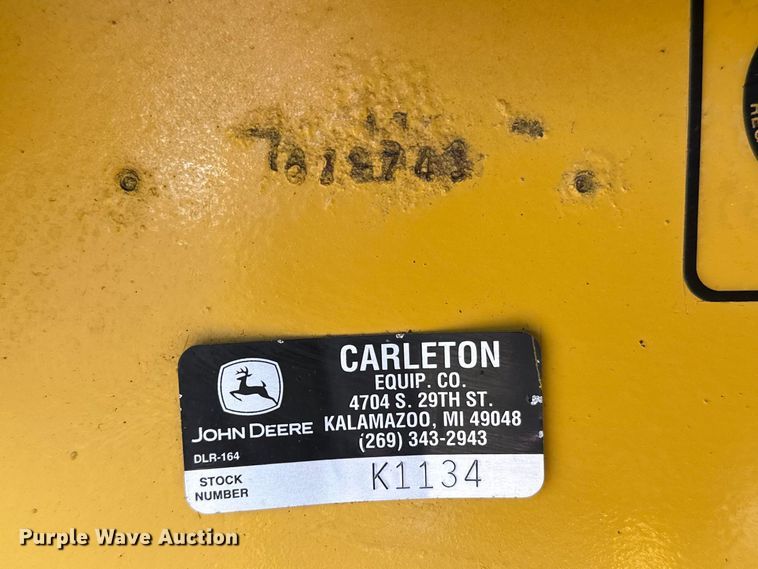 CARLETON
EQUIP. CO.
4704 S. 29TH ST.
KALAMAZOO, MI 49048
(269) 343-2943
JOHN DEERE
DLR-164
STOCK
NUMBER
K1134
Purple Wave Auction